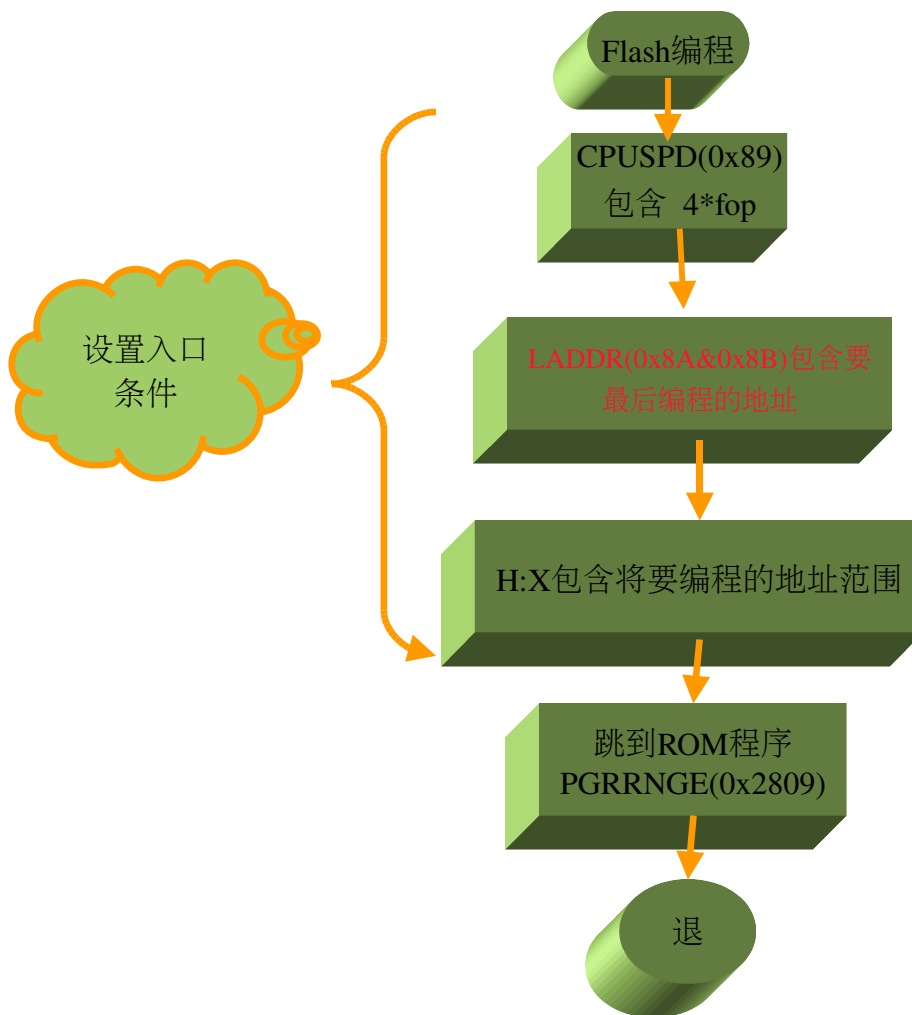 Flash编程
CPUSPD(0x89)
包含 4*fop
设置入口
条件
LADDR(0x8A&0x8B)包含要
最后编程的地址
H:X包含将要编程的地址范围
跳到ROM程序
PGRRNGE(0x2809)
退